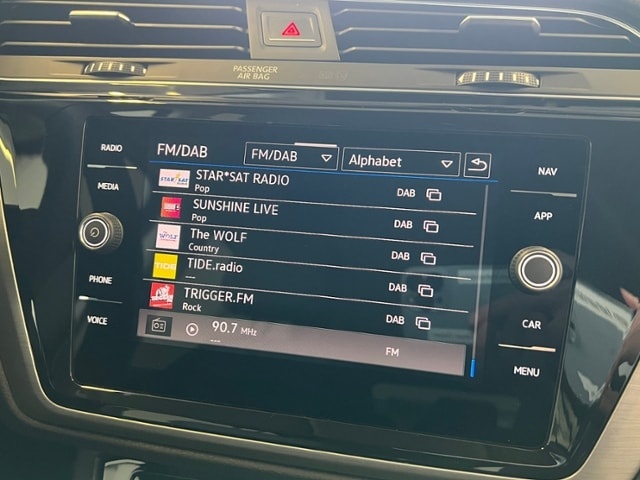 PASSENGER
AIR BAG
RADIO
MEDIA
PHONE
VOICE
FM/DAB
FM/DAB
Alphabet
STAR*SAT RADIO
Pop
DAB
SUNSHINE LIVE
Pop
DAB
The WOLF
Country
DAB
TIDE
TIDE.radio
---
DAB
TRIGGER.FM
Rock
DAB
90.7 MHz
---
FM
NAV
APP
CAR
MENU